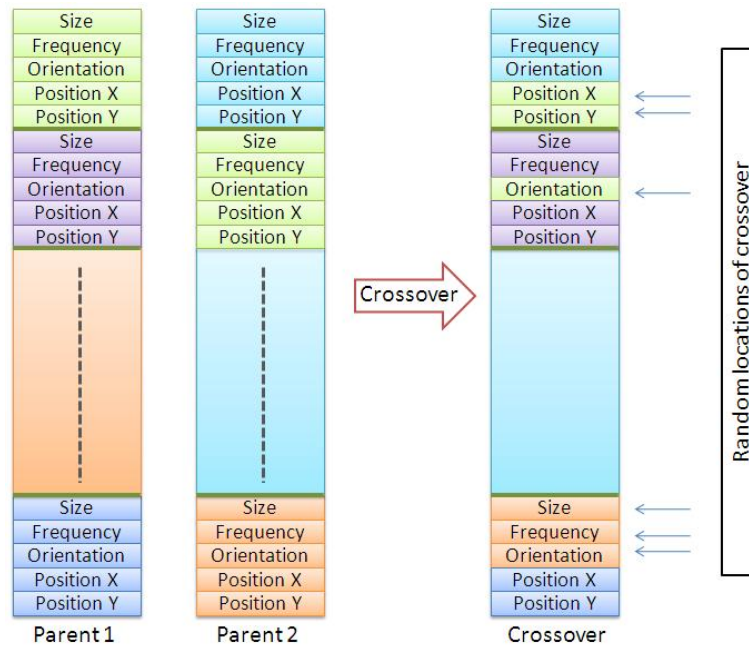 Size
Frequency
Orientation
Position X
Position Y
Size
Frequency
Orientation
Position X
Position Y
Size
Frequency
Orientation
Position X
Position Y
Parent 1
Size
Frequency
Orientation
Position X
Position Y
Size
Frequency
Orientation
Position X
Position Y
Size
Frequency
Orientation
Position X
Position Y
Parent 2
Crossover
Size
Frequency
Orientation
Position X
Position Y
Size
Frequency
Orientation
Position X
Position Y
Size
Frequency
Orientation
Position X
Position Y
Crossover
Random locations of crossover